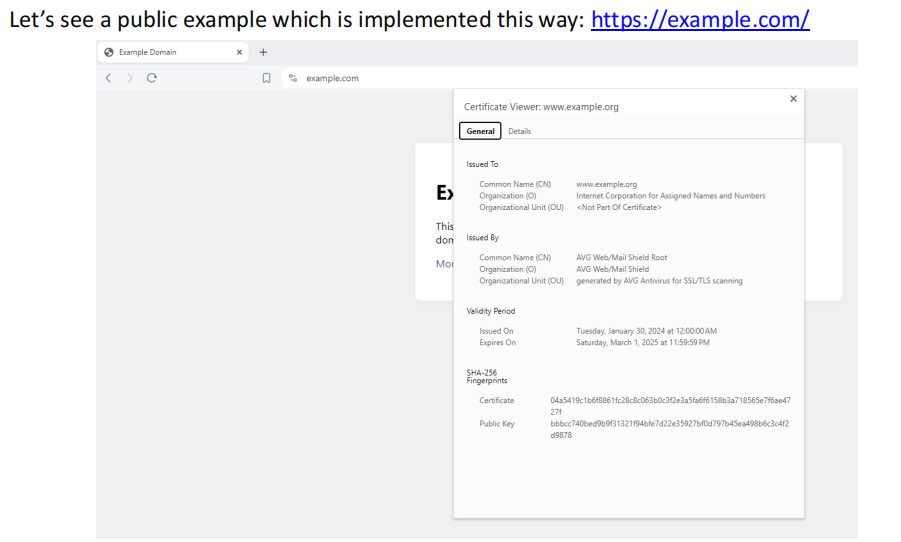 Let’s see a public example which is implemented this way: https://example.com/
Example Domain
example.com
Certificate Viewer: www.example.org
General Details
Ex
This
dom
Mor
Issued To
Common Name (CN) www.example.org
Organization (O) Internet Corporation for Assigned Names and Numbers
Organizational Unit (OU) <Not Part Of Certificate>
Issued By
Common Name (CN) AVG Web/Mail Shield Root
Organization (O) AVG Web/Mail Shield
Organizational Unit (OU) generated by AVG Antivirus for SSL/TLS scanning
Validity Period
Issued On Tuesday, January 30, 2024 at 12:00:00 AM
Expires On Saturday, March 1, 2025 at 11:59:59 PM
SHA-256
Fingerprints
Certificate 04a5419c1b6f8861fc28c8c063b0c3f2e3a5fa6f6158b3a718565e7f6ae47
27f
Public Key bbbcc740bed9b9f31321f94bfe7d22e35927bf0d797b45ea498b6c3c4f2
d9878